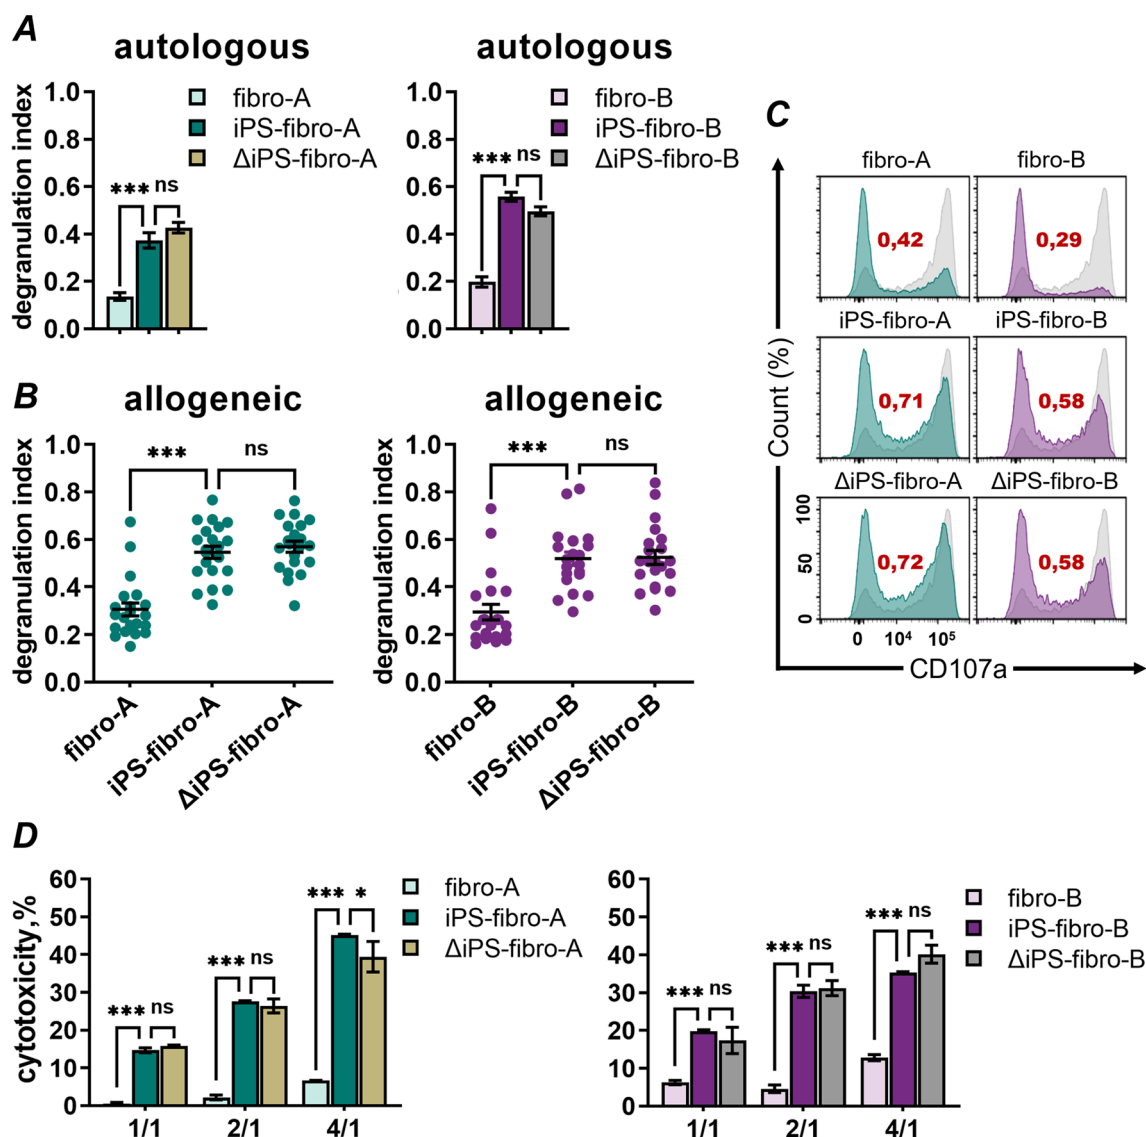 A
autologous
degranulation index
1.0
0.8
0.6
0.4
0.2
0.0
fibro-A
iPS-fibro-A
ΔiPS-fibro-A
*** ns
autologous
1.0
0.8
0.6
0.4
0.2
0.0
fibro-B
iPS-fibro-B
ΔiPS-fibro-B
*** ns
B
allogeneic
degranulation index
1.0
0.8
0.6
0.4
0.2
0.0
*** ns
fibro-A
iPS-fibro-A
ΔiPS-fibro-A
allogeneic
degranulation index
1.0
0.8
0.6
0.4
0.2
0.0
*** ns
fibro-B
iPS-fibro-B
ΔiPS-fibro-B
C
Count (%)
fibro-A
0,42
fibro-B
0,29
iPS-fibro-A
0,71
iPS-fibro-B
0,58
ΔiPS-fibro-A
0,72
ΔiPS-fibro-B
0,58
100
50
0
0 10⁴ 10⁵
CD107a
D
cytotoxicity,%
60
50
40
30
20
10
0
*** ns
*** ns
*** *
fibro-A
iPS-fibro-A
ΔiPS-fibro-A
1/1 2/1 4/1
60
50
40
30
20
10
0
*** ns
*** ns
*** ns
fibro-B
iPS-fibro-B
ΔiPS-fibro-B
1/1 2/1 4/1